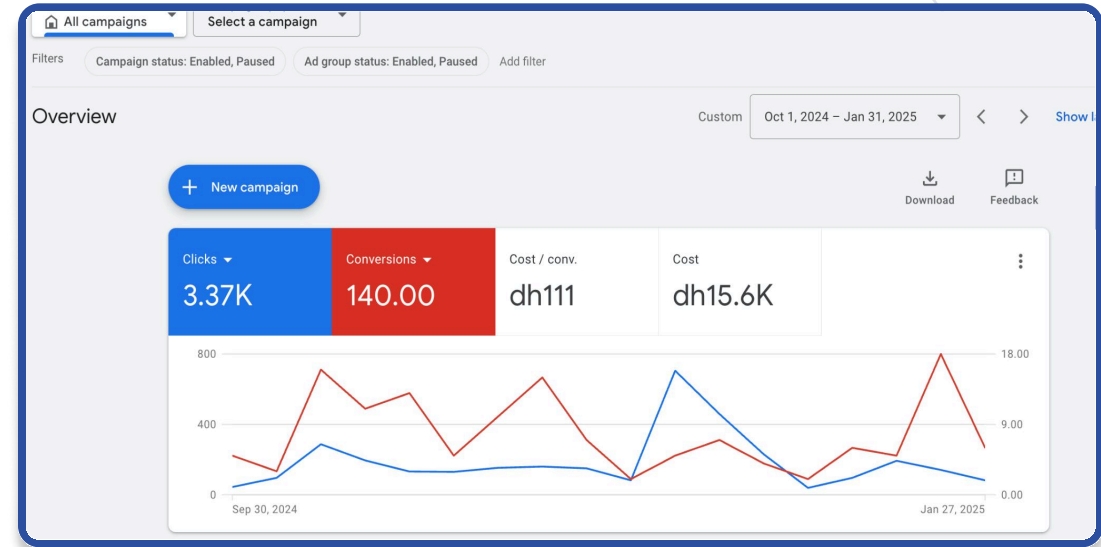 All campaigns
Select a campaign
Filters
Campaign status: Enabled, Paused
Ad group status: Enabled, Paused
Add filter
Overview
Custom
Oct 1, 2024 – Jan 31, 2025
Show
New campaign
Download
Feedback
Clicks
3.37K
Conversions
140.00
Cost / conv.
dh111
Cost
dh15.6K
800
18.00
400
9.00
0
0.00
Sep 30, 2024
Jan 27, 2025